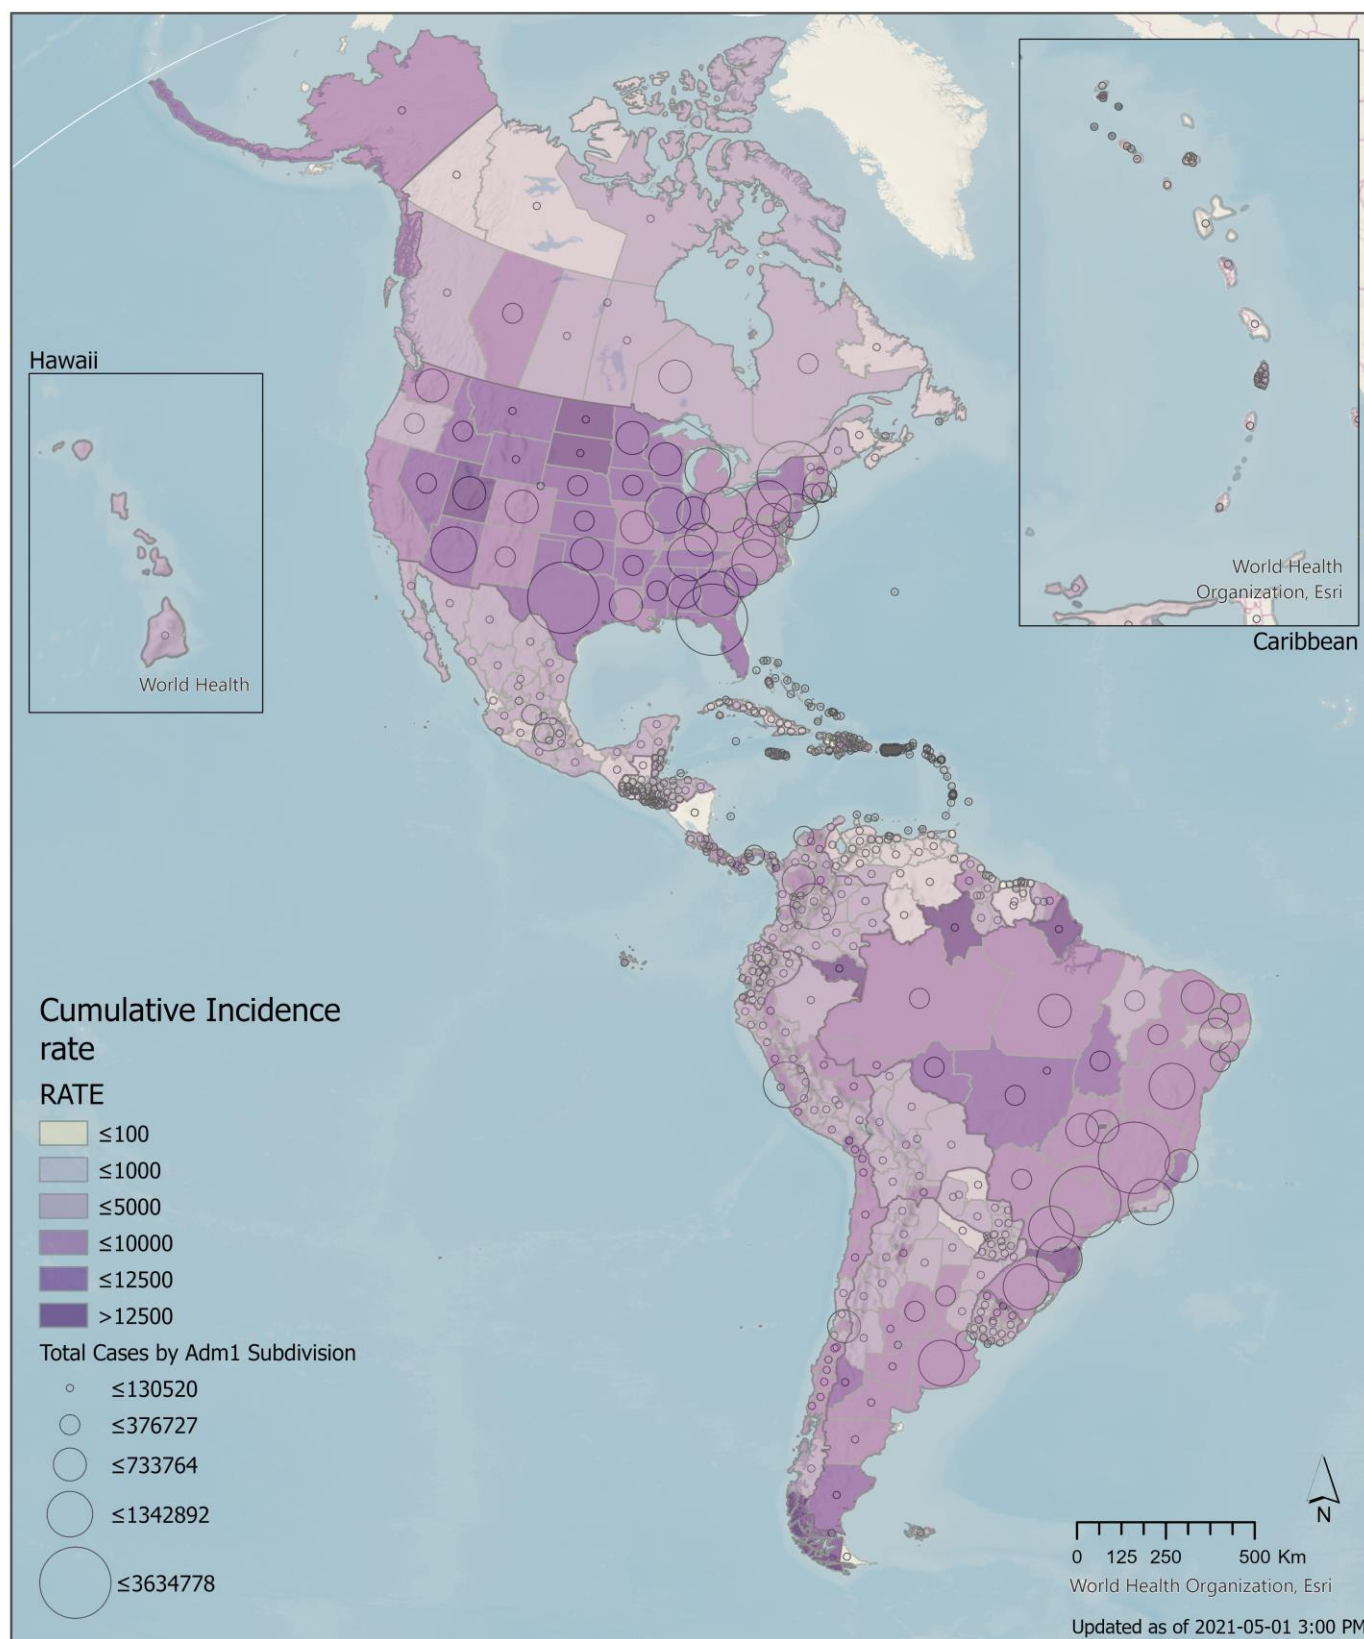 Hawaii
World Health
World Health
Organization, Esri
Caribbean
Cumulative Incidence
rate
RATE
≤100
≤1000
≤5000
≤10000
≤12500
>12500
Total Cases by Adm1 Subdivision
≤130520
≤376727
≤733764
≤1342892
≤3634778
N
0 125 250 500 Km
World Health Organization, Esri
Updated as of 2021-05-01 3:00 PM